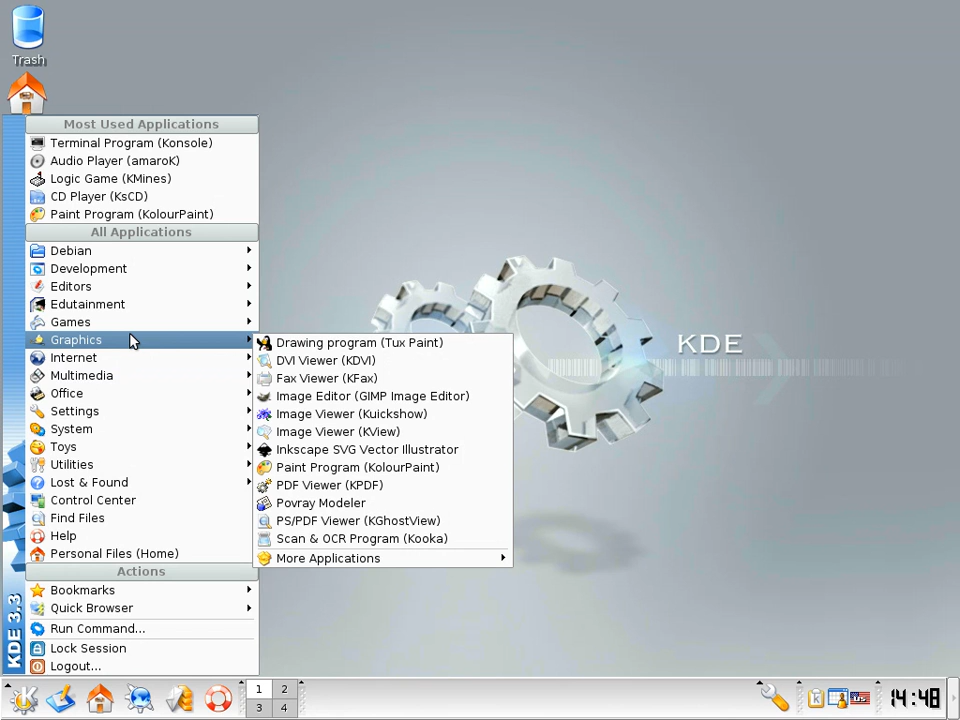 Trash
Most Used Applications
Terminal Program (Konsole)
Audio Player (amaroK)
Logic Game (KMines)
CD Player (KsCD)
Paint Program (KolourPaint)
All Applications
Debian
Development
Editors
Edutainment
Games
Graphics
Internet
Multimedia
Office
Settings
System
Toys
Utilities
Lost & Found
Control Center
Find Files
Help
Personal Files (Home)
Actions
Bookmarks
Quick Browser
Run Command...
Lock Session
Logout...
KDE 3.3
Drawing program (Tux Paint)
DVI Viewer (KDVI)
Fax Viewer (KFax)
Image Editor (GIMP Image Editor)
Image Viewer (Kuickshow)
Image Viewer (KView)
Inkscape SVG Vector Illustrator
Paint Program (KolourPaint)
PDF Viewer (KPDF)
Povray Modeler
PS/PDF Viewer (KGhostView)
Scan & OCR Program (Kooka)
More Applications
KDE
1 2
3 4
14:48